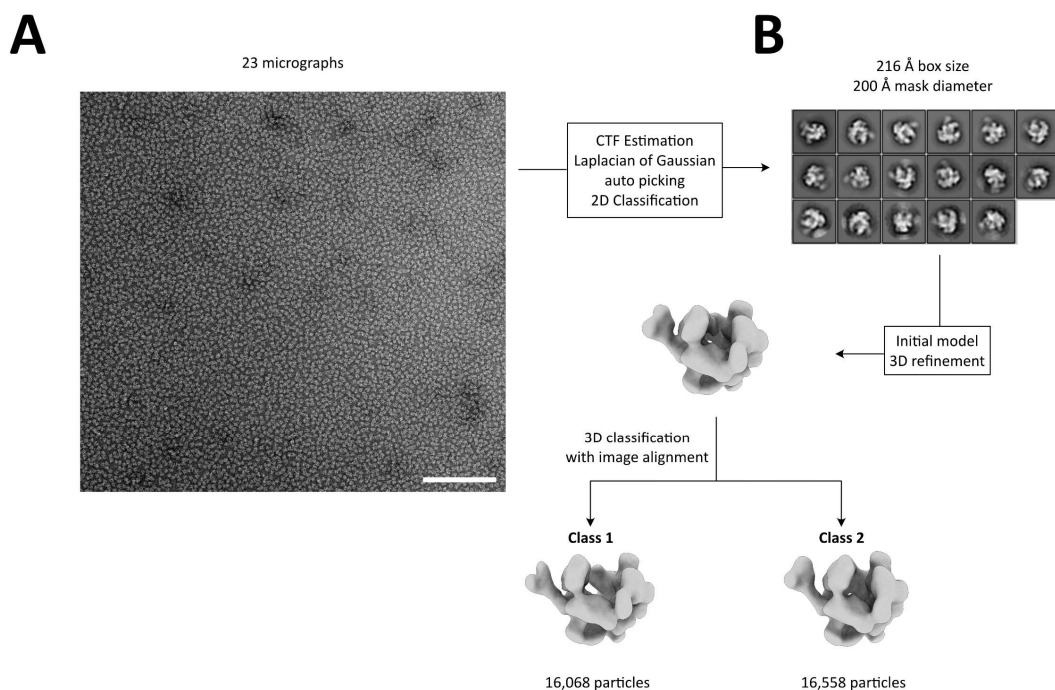 A
B
23 micrographs
216 Å box size
200 Å mask diameter
CTF Estimation
Laplacian of Gaussian
auto picking
2D Classification
Initial model
3D refinement
3D classification
with image alignment
Class 1
Class 2
16,068 particles
16,558 particles